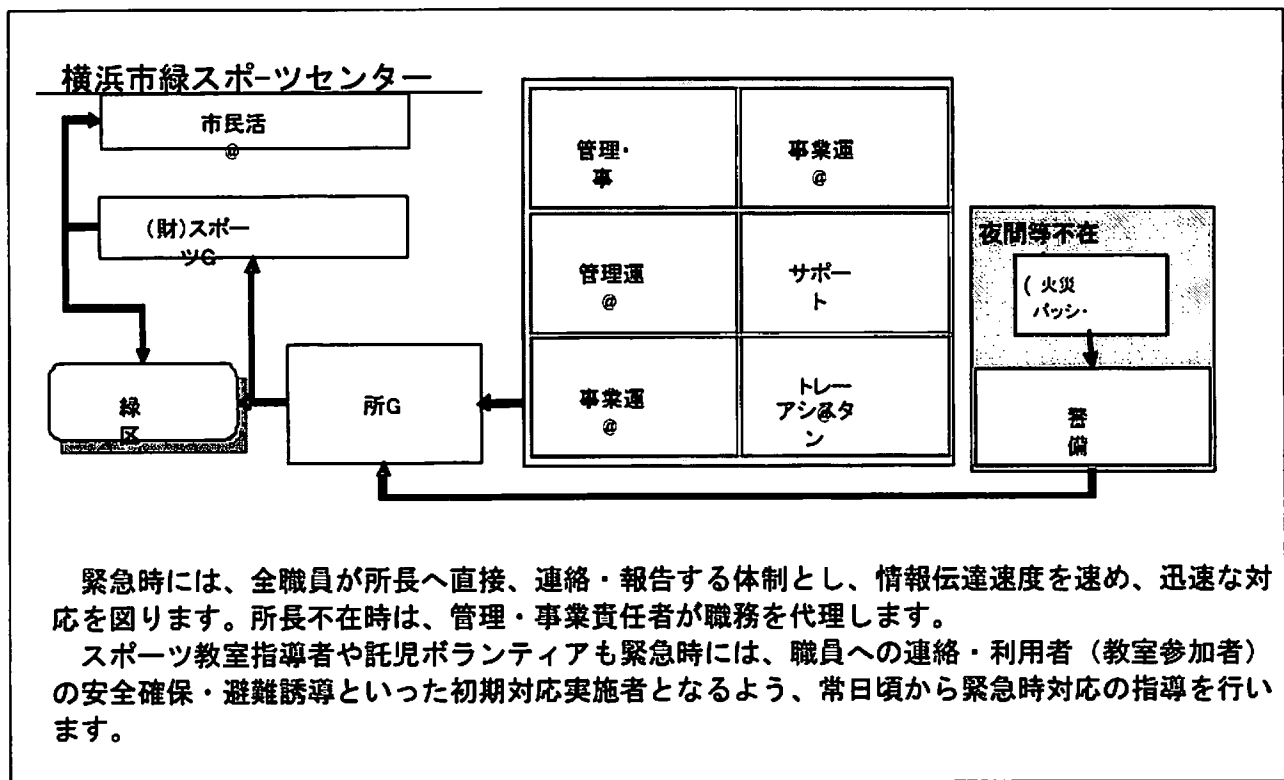 横浜市緑スポーツセンター
市民活
@
(財)スポー
ツG
緑
区
所G
管理・
事
事業運
@
管理運
@
サポー
ト
事業運
@
トレー
アシスタ
@
ン
夜間等不在
( 火災
パッシ・
警
備
緊急時には、全職員が所長へ直接、連絡・報告する体制とし、情報伝達速度を速め、迅速な対
応を図ります。所長不在時は、管理・事業責任者が職務を代理します。
スポーツ教室指導者や託児ボランティアも緊急時には、職員への連絡・利用者（教室参加者）
の安全確保・避難誘導といった初期対応実施者となるよう、常日頃から緊急時対応の指導を行い
ます。